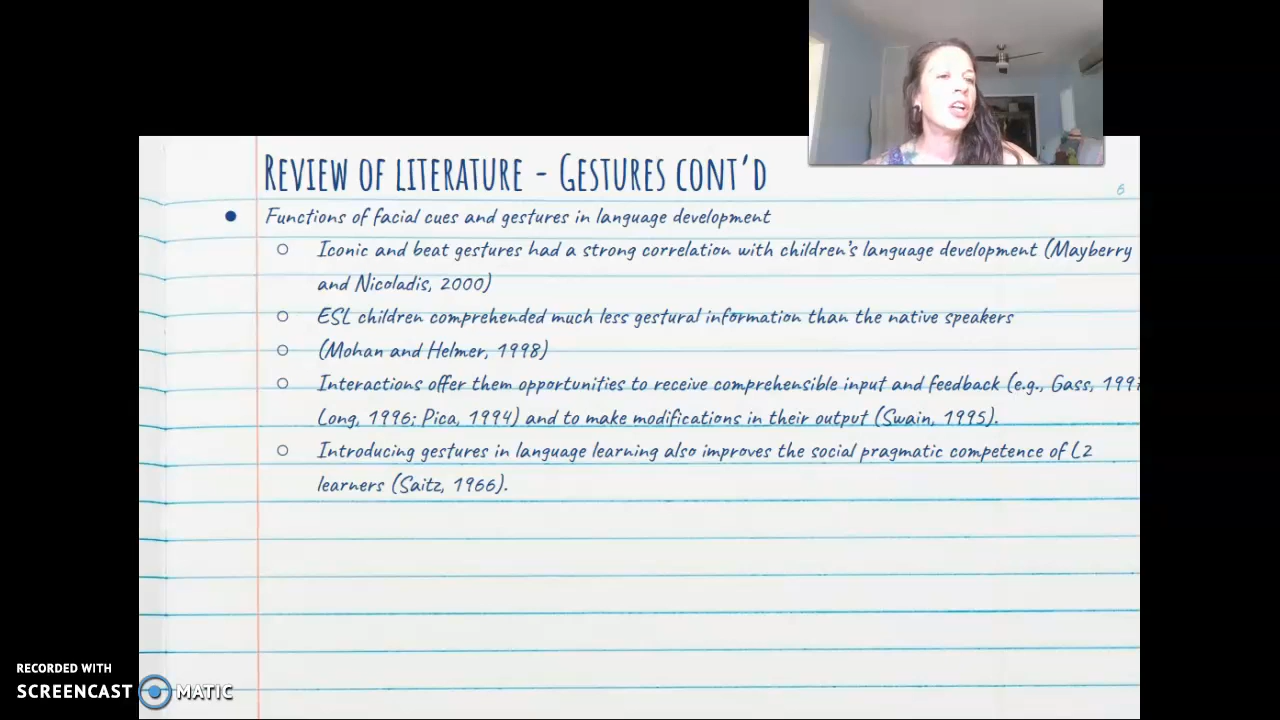 REVIEW OF LITERATURE - GESTURES CONT'D
6
Functions of facial cues and gestures in language development
Iconic and beat gestures had a strong correlation with children's language development (Mayberry
and Nicoladis, 2000)
ESL children comprehended much less gestural information than the native speakers
(Mohan and Helmer, 1998)
Interactions offer them opportunities to receive comprehensible input and feedback (e.g., Gass,
Long, 1996; Pica, 1994) and to make modifications in their output (Swain, 1995).
Introducing gestures in language learning also improves the social pragmatic competence of L2
learners (Saitz, 1966).
RECORDED WITH
SCREENCAST MATIC